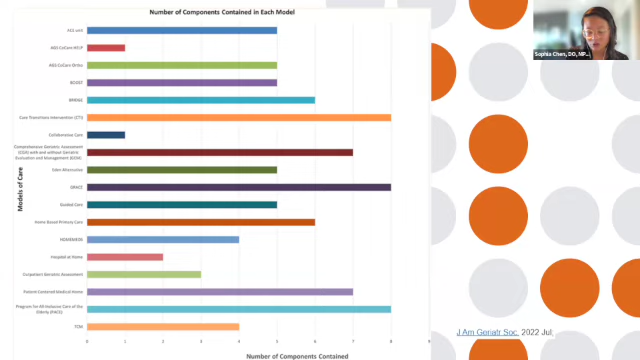 Number of Components Contained in Each Model
Sophia Chen, DO, MP...
ACE unit
AGS CoCare HELP
AGS CoCare Ortho
BOOST
BRIDGE
Care Transitions Intervention (CTI)
Collaborative Care
Comprehensive Geriatric Assessment
(CGA) with and without Geriatric
Evaluation and Management (GEM)
Eden Alternative
GRACE
Guided Care
Home Based Primary Care
HOMEMEDS
Hospital at Home
Outpatient Geriatric Assessment
Patient Centered Medical Home
Program for All-Inclusive Care of the
Elderly (PACE)
TCM
Models of Care
0 1 2 3 4 5 6 7 8 9
Number of Components Contained
J Am Geriatr Soc. 2022 Jul;